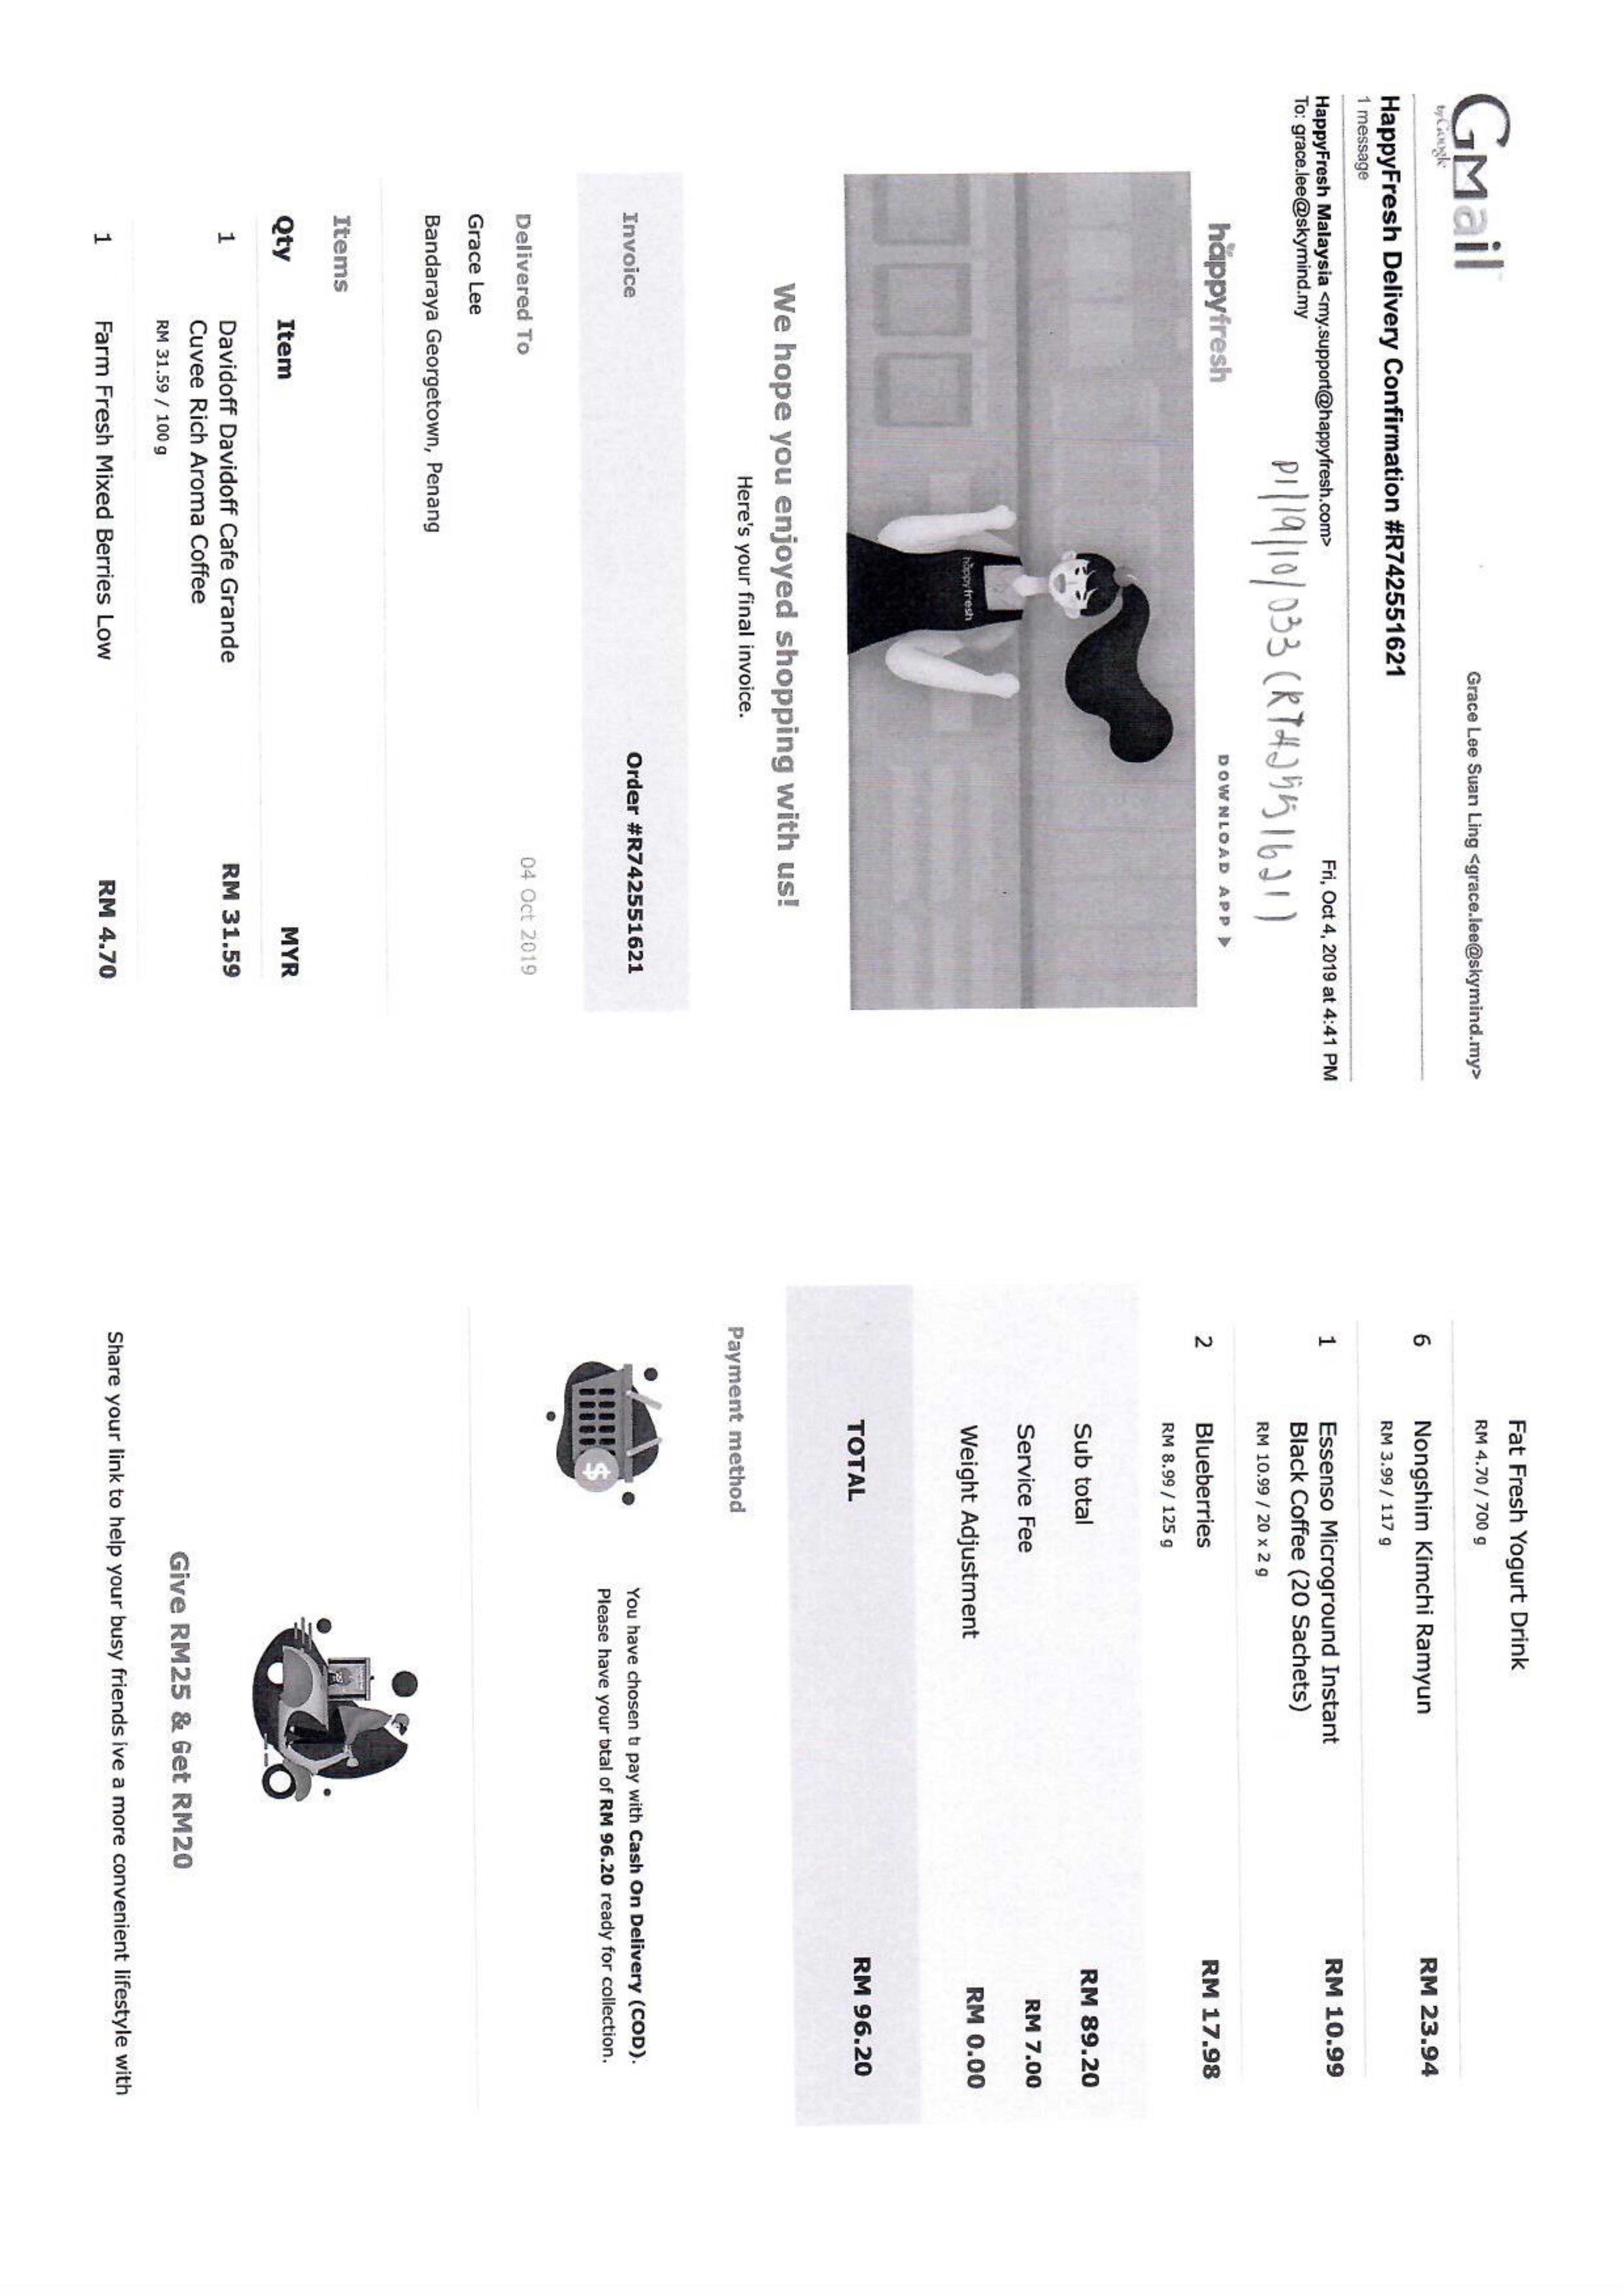 GMail
by Google
Grace Lee Suan Ling <grace.lee@skymind.my>
HappyFresh Delivery Confirmation #R742551621
1 message
HappyFresh Malaysia <my.support@happyfresh.com>
Fri, Oct 4, 2019 at 4:41 PM
To: grace.lee@skymind.my
PI/19/10/033 (R742551621)
happyfresh
DOWNLOAD APP
happyfresh
We hope you enjoyed shopping with us!
Here's your final invoice.
Invoice
Order #R742551621
Delivered To
04 Oct 2019
Grace Lee
Bandaraya Georgetown, Penang
Items
Qty Item MYR
1 Davidoff Davidoff Cafe Grande RM 31.59
Cuvee Rich Aroma Coffee
RM 31.59 / 100 g
1 Farm Fresh Mixed Berries Low RM 4.70
Fat Fresh Yogurt Drink
RM 4.70 / 700 g
6 Nongshim Kimchi Ramyun RM 23.94
RM 3.99 / 117 g
1 Essenso Microground Instant RM 10.99
Black Coffee (20 Sachets)
RM 10.99 / 20 x 2 g
2 Blueberries RM 17.98
RM 8.99 / 125 g
Sub total RM 89.20
Service Fee RM 7.00
Weight Adjustment RM 0.00
TOTAL RM 96.20
Payment method
$
You have chosen to pay with Cash On Delivery (COD).
Please have your total of RM 96.20 ready for collection.
Give RM25 & Get RM20
Share your link to help your busy friends ive a more convenient lifestyle with